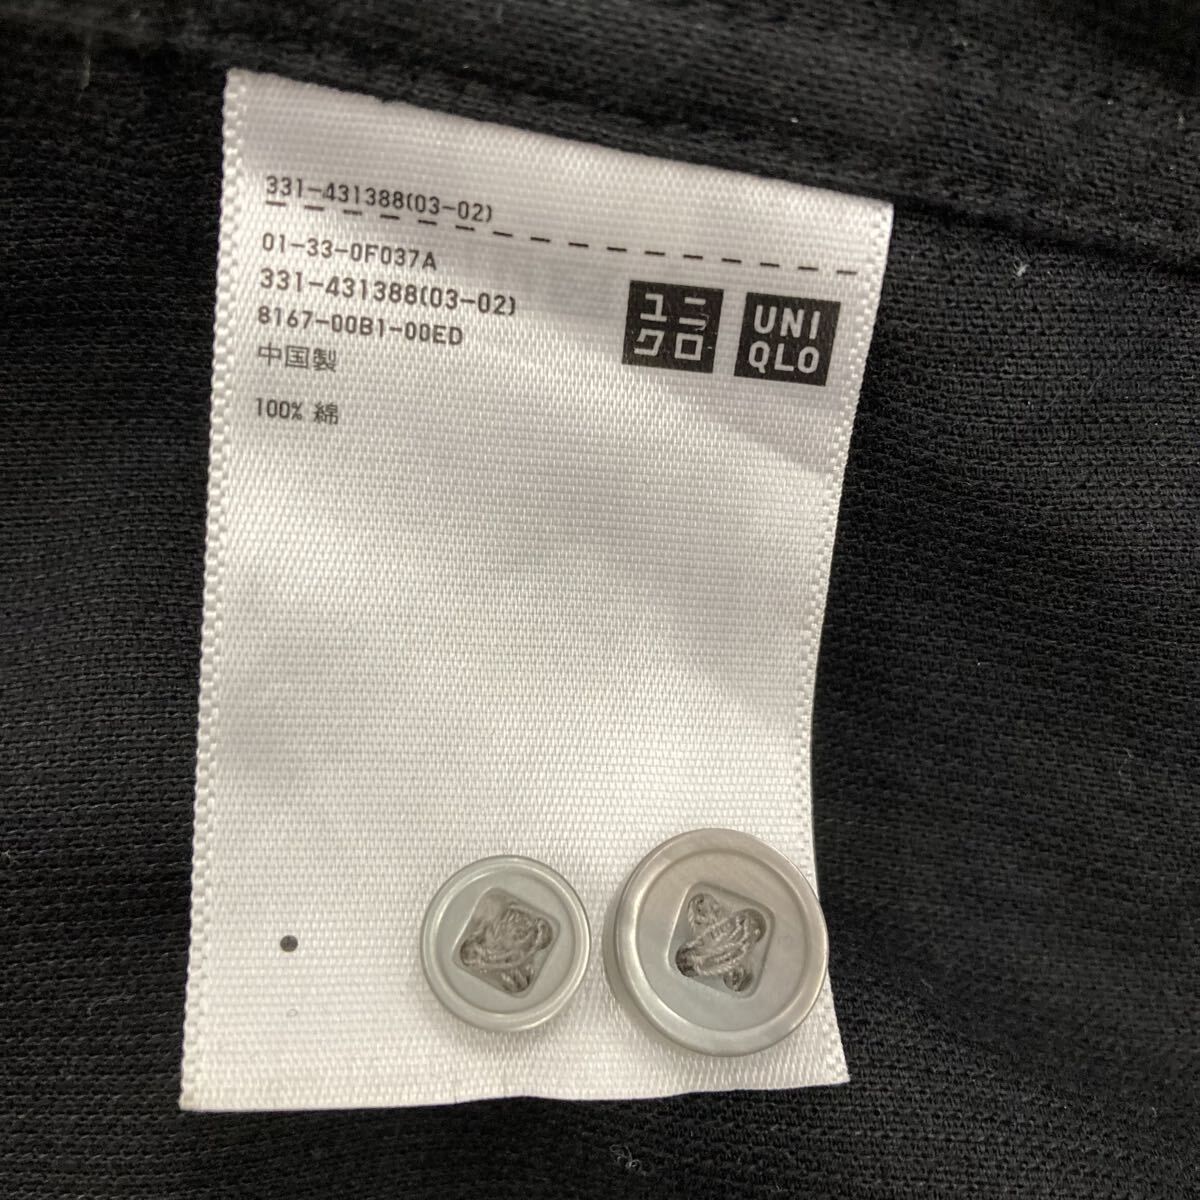 331-431388(03-02)
01-33-0F037A
331-431388(03-02)
8167-00B1-00ED
中国製
100% 綿
ユニ
クロ
UNI
QLO